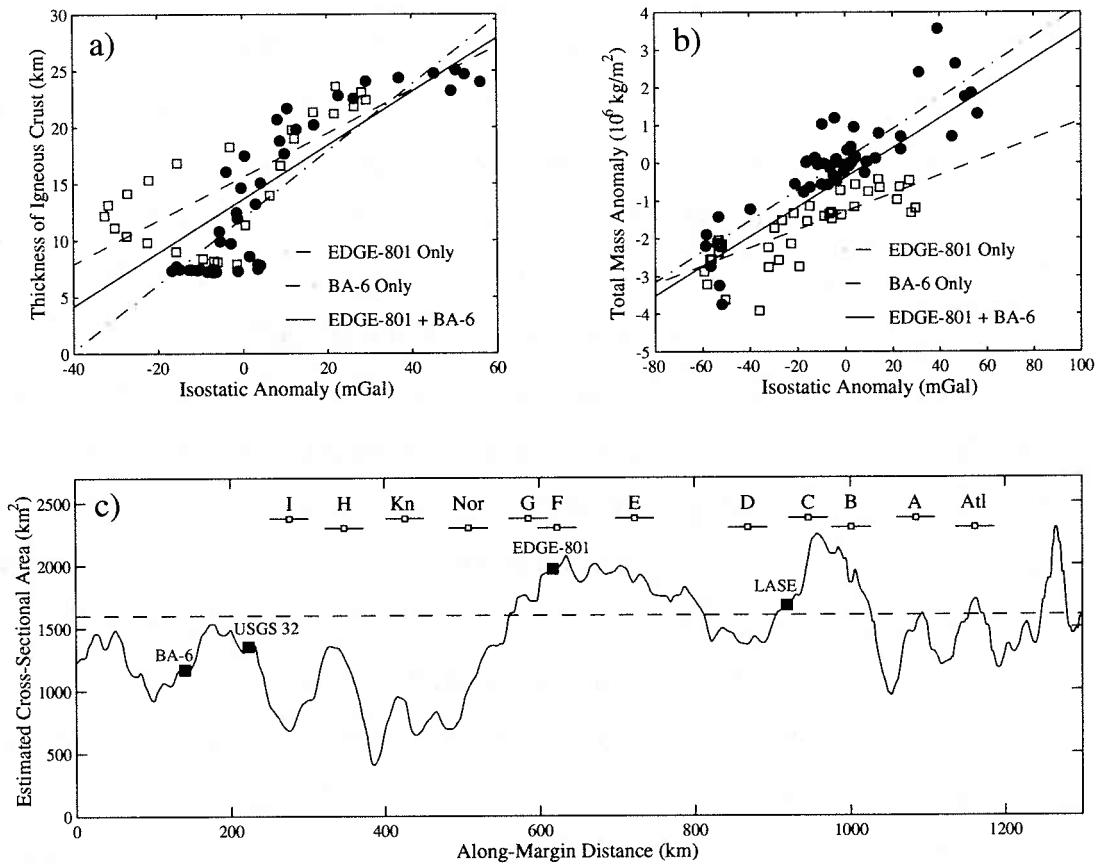 a)
Thickness of Igneous Crust (km)
30
25
20
15
10
5
0
-40
-20
0
20
40
60
Isostatic Anomaly (mGal)
EDGE-801 Only
BA-6 Only
EDGE-801 + BA-6
b)
Total Mass Anomaly (10⁶ kg/m²)
4
3
2
1
0
-1
-2
-3
-4
-5
-80
-60
-40
-20
0
20
40
60
80
100
Isostatic Anomaly (mGal)
EDGE-801 Only
BA-6 Only
EDGE-801 + BA-6
c)
Estimated Cross-Sectional Area (km²)
2500
2000
1500
1000
500
0
I H Kn Nor G F E D C B A Atl
EDGE-801
LASE
USGS 32
BA-6
0
200
400
600
800
1000
1200
Along-Margin Distance (km)